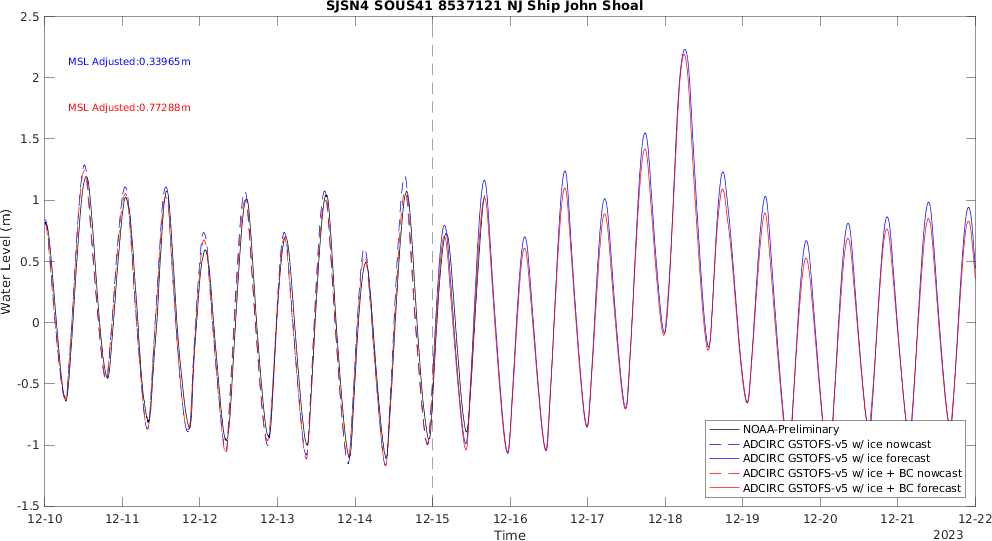 SJSN4 SOUS41 8537121 NJ Ship John Shoal
2.5
2
1.5
1
0.5
0
-0.5
-1
-1.5
Water Level (m)
MSL Adjusted:0.33965m
MSL Adjusted:0.77288m
NOAA-Preliminary
ADCIRC GSTOFS-v5 w/ ice nowcast
ADCIRC GSTOFS-v5 w/ ice forecast
ADCIRC GSTOFS-v5 w/ ice + BC nowcast
ADCIRC GSTOFS-v5 w/ ice + BC forecast
12-10 12-11 12-12 12-13 12-14 12-15 12-16 12-17 12-18 12-19 12-20 12-21 12-22
Time
2023